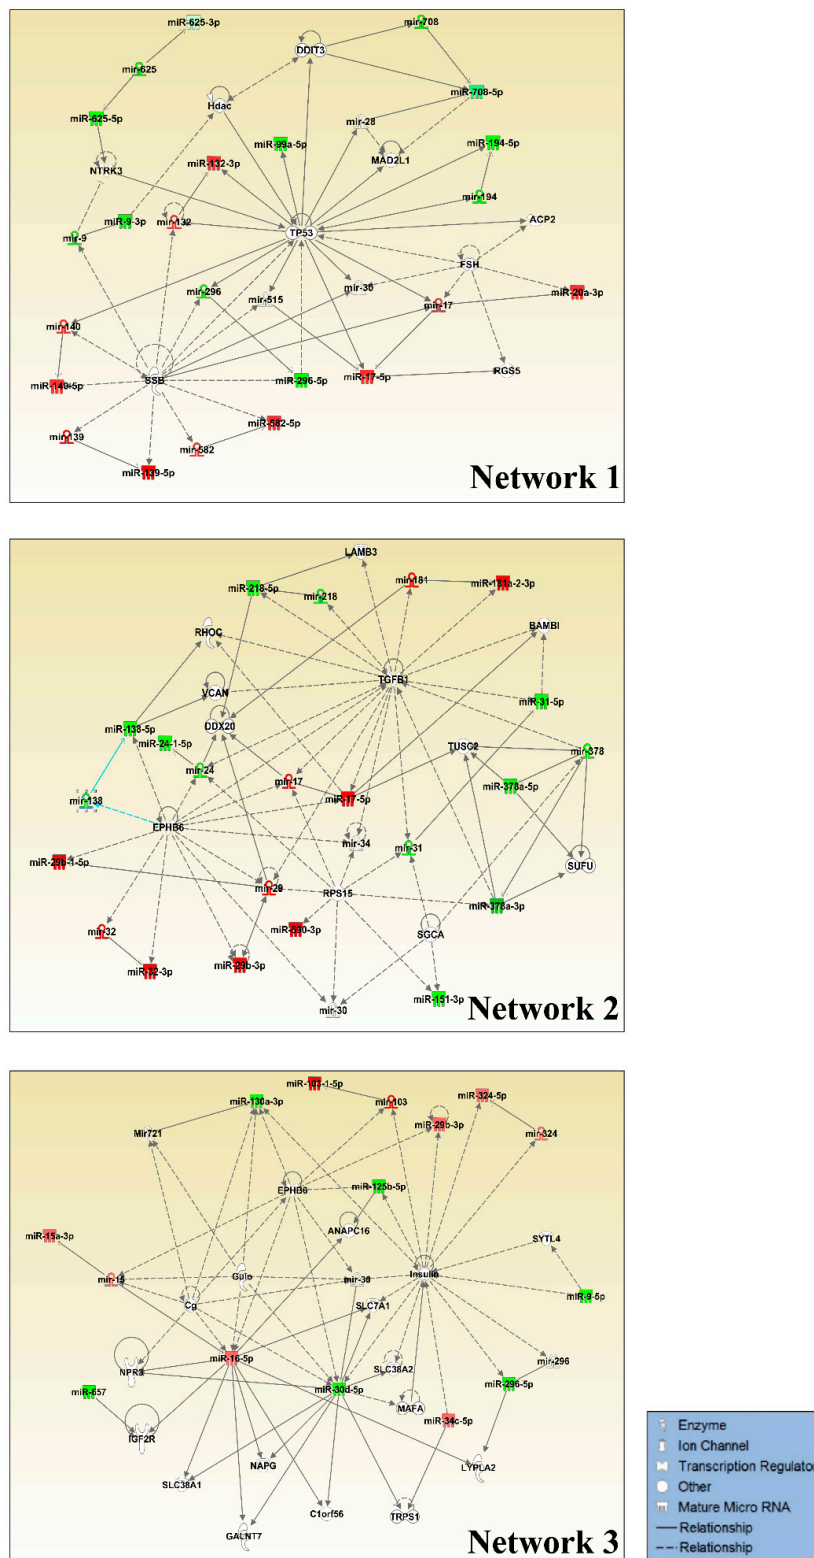 miR-625-3p
mir-708
DDIT3
mir-625
miR-708-5p
Hdac
miR-625-5p
mir-28
miR-99a-5p
miR-194-5p
MAD2L1
miR-132-3p
NTRK3
mir-194
miR-9-3p
mir-132
ACP2
TP53
mir-9
FSH
mir-296
mir-30
miR-20a-3p
mir-515
mir-17
mir-140
RGS5
SSB
miR-17-5p
miR-296-5p
miR-140-5p
miR-582-5p
mir-139
mir-582
miR-139-5p
Network 1
LAMB3
mir-181
miR-181a-2-3p
miR-218-5p
mir-218
BAMBI
RHOC
TGFB1
VCAN
miR-31-5p
DDX20
miR-138-5p
miR-24-1-5p
TUSC2
mir-378
mir-24
mir-17
miR-378a-5p
mir-138
miR-17-5p
EPHB6
mir-34
mir-31
miR-29b-1-5p
SUFU
mir-29
RPS15
miR-378a-3p
mir-32
miR-590-3p
SGCA
miR-32-3p
miR-29b-3p
miR-151-3p
mir-30
Network 2
miR-103-1-5p
miR-130a-3p
mir-103
miR-324-5p
miR-29b-3p
Mir721
mir-324
EPHB6
miR-125b-5p
ANAPC16
miR-15a-3p
SYTL4
mir-15
Gulo
mir-30
Insulin
miR-9-5p
Cg
SLC7A1
miR-16-5p
SLC38A2
mir-296
NPR3
miR-30d-5p
miR-296-5p
miR-657
MAFA
miR-34c-5p
IGF2R
NAPG
LYPLA2
SLC38A1
C1orf56
TRPS1
GALNT7
Network 3
Enzyme
Ion Channel
Transcription Regulator
Other
Mature Micro RNA
Relationship
Relationship